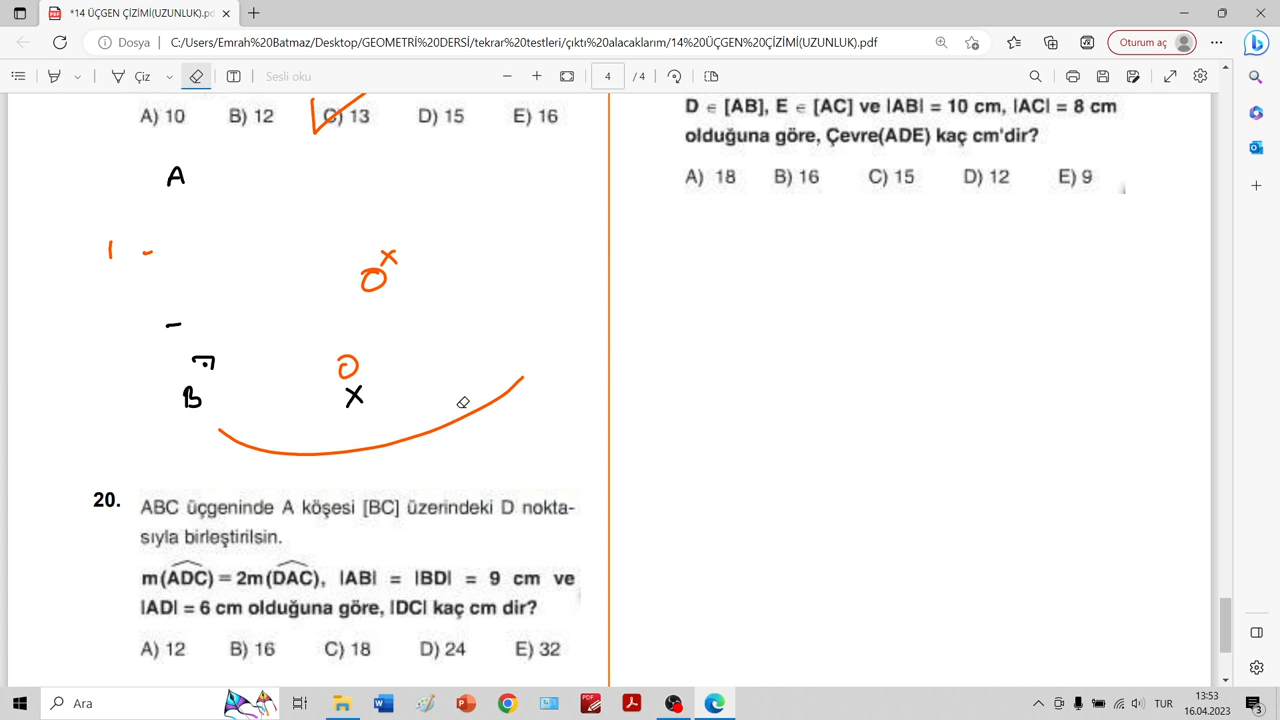 *14 ÜÇGEN ÇİZİMİ(UZUNLUK).pdf
Dosya C:/Users/Emrah%20Batmaz/Desktop/GEOMETRİ%20DERSİ/tekrar%20testleri/çıktı%20alacaklarım/14%20ÜÇGEN%20ÇİZİMİ(UZUNLUK).pdf
Oturum aç
Çiz
Sesli oku
4 / 4
A) 10 B) 12 C) 13 D) 15 E) 16
A
X
B X
20. ABC üçgeninde A köşesi [BC] üzerindeki D nokta-
sıyla birleştirilsin.
m(ADC) = 2m(DAC), |AB| = |BD| = 9 cm ve
|AD| = 6 cm olduğuna göre, |DC| kaç cm dir?
A) 12 B) 16 C) 18 D) 24 E) 32
D ∈ [AB], E ∈ [AC] ve |AB| = 10 cm, |AC| = 8 cm
olduğuna göre, Çevre(ADE) kaç cm'dir?
A) 18 B) 16 C) 15 D) 12 E) 9
Ara
TUR
13:53
16.04.2023
3